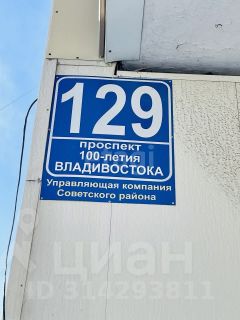 129
проспект
100-летия
ВЛАДИВОСТОКА
Управляющая компания
Советского района
циан
ID 314293811